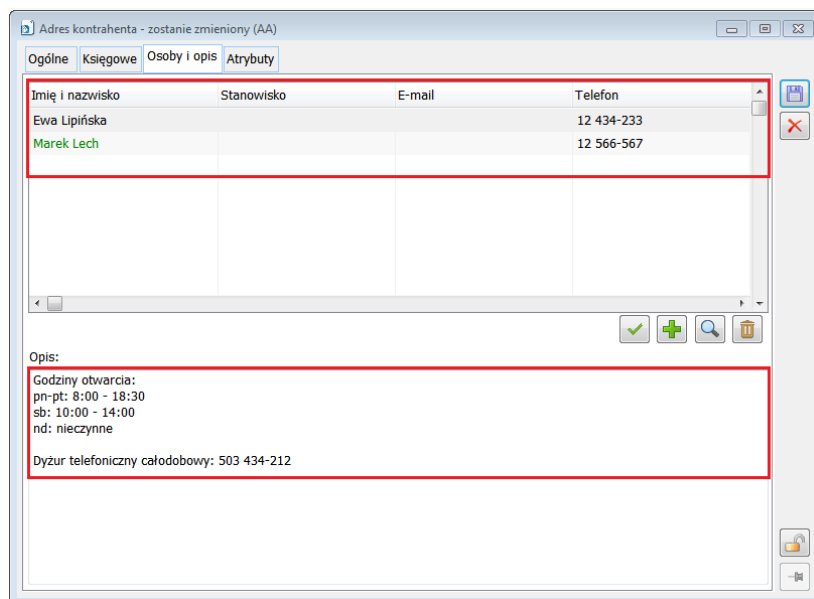 Adres kontrahenta - zostanie zmieniony (AA)
Ogólne Księgowe Osoby i opis Atrybuty
Imię i nazwisko Stanowisko E-mail Telefon
Ewa Lipińska 12 434-233
Marek Lech 12 566-567
Opis:
Godziny otwarcia:
pn-pt: 8:00 - 18:30
sb: 10:00 - 14:00
nd: nieczynne
Dyżur telefoniczny całodobowy: 503 434-212